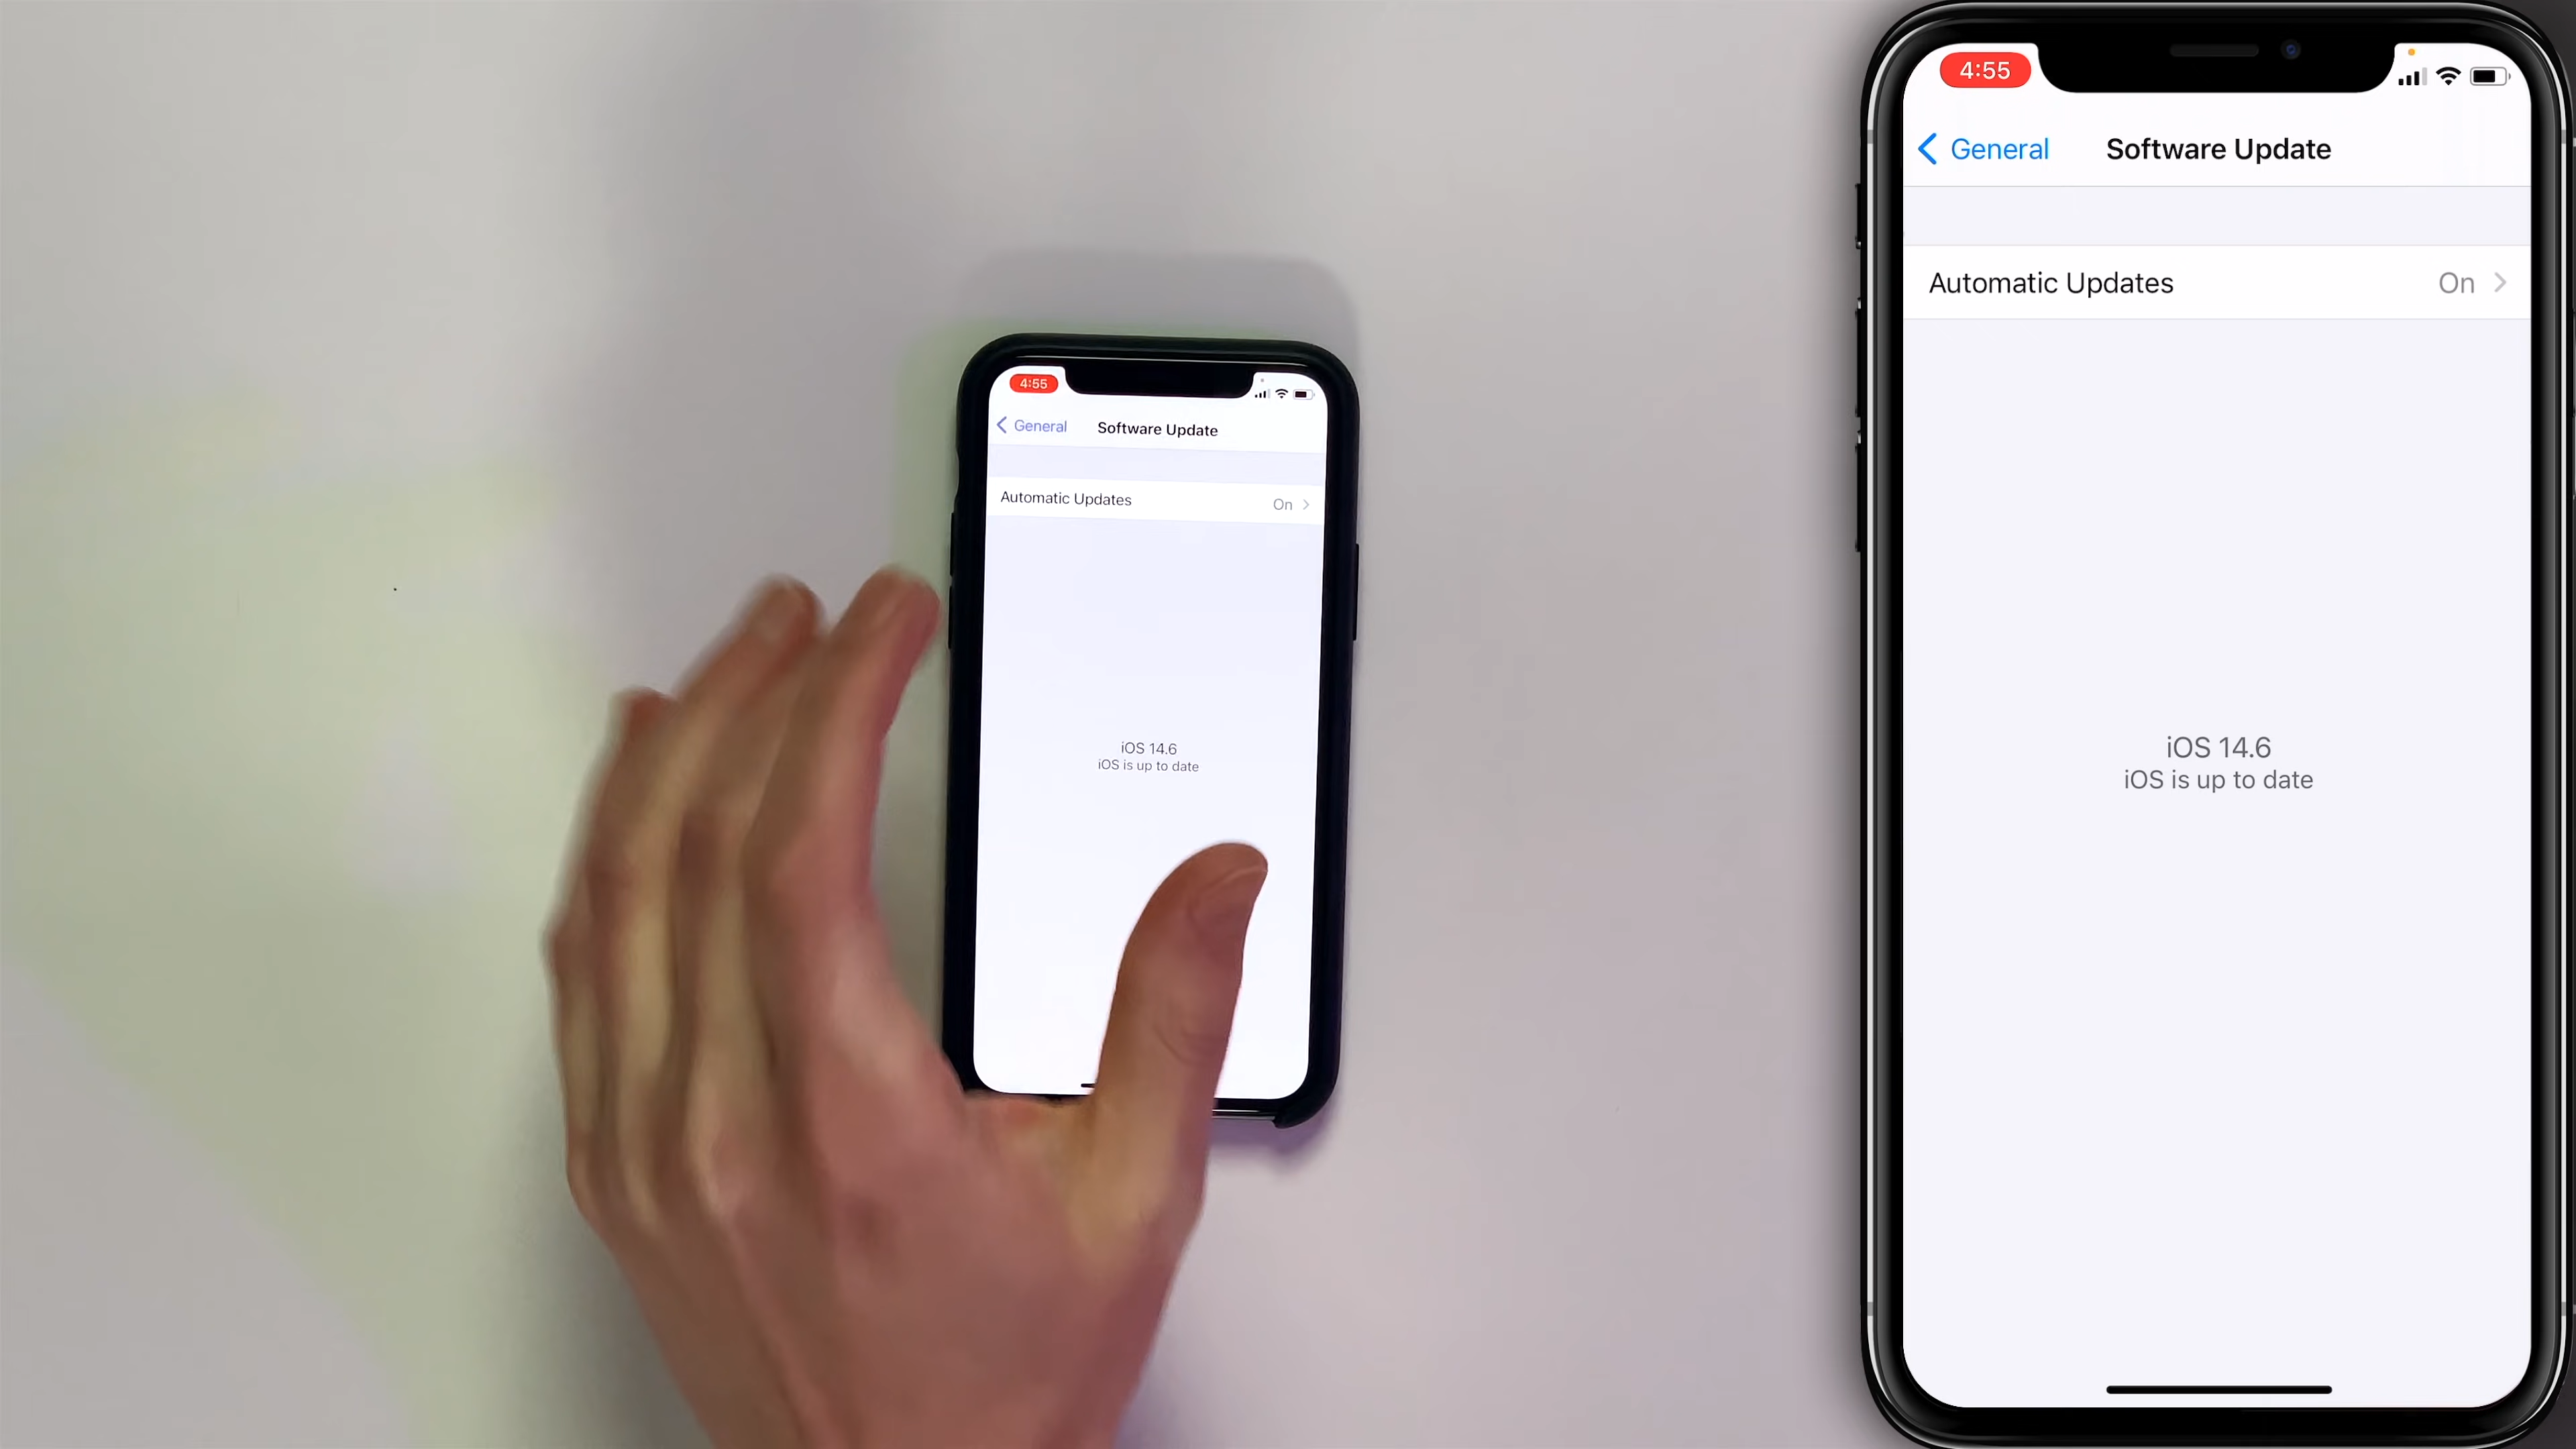 4:55
General Software Update
Automatic Updates On
iOS 14.6
iOS is up to date
4:55
General Software Update
Automatic Updates On
iOS 14.6
iOS is up to date